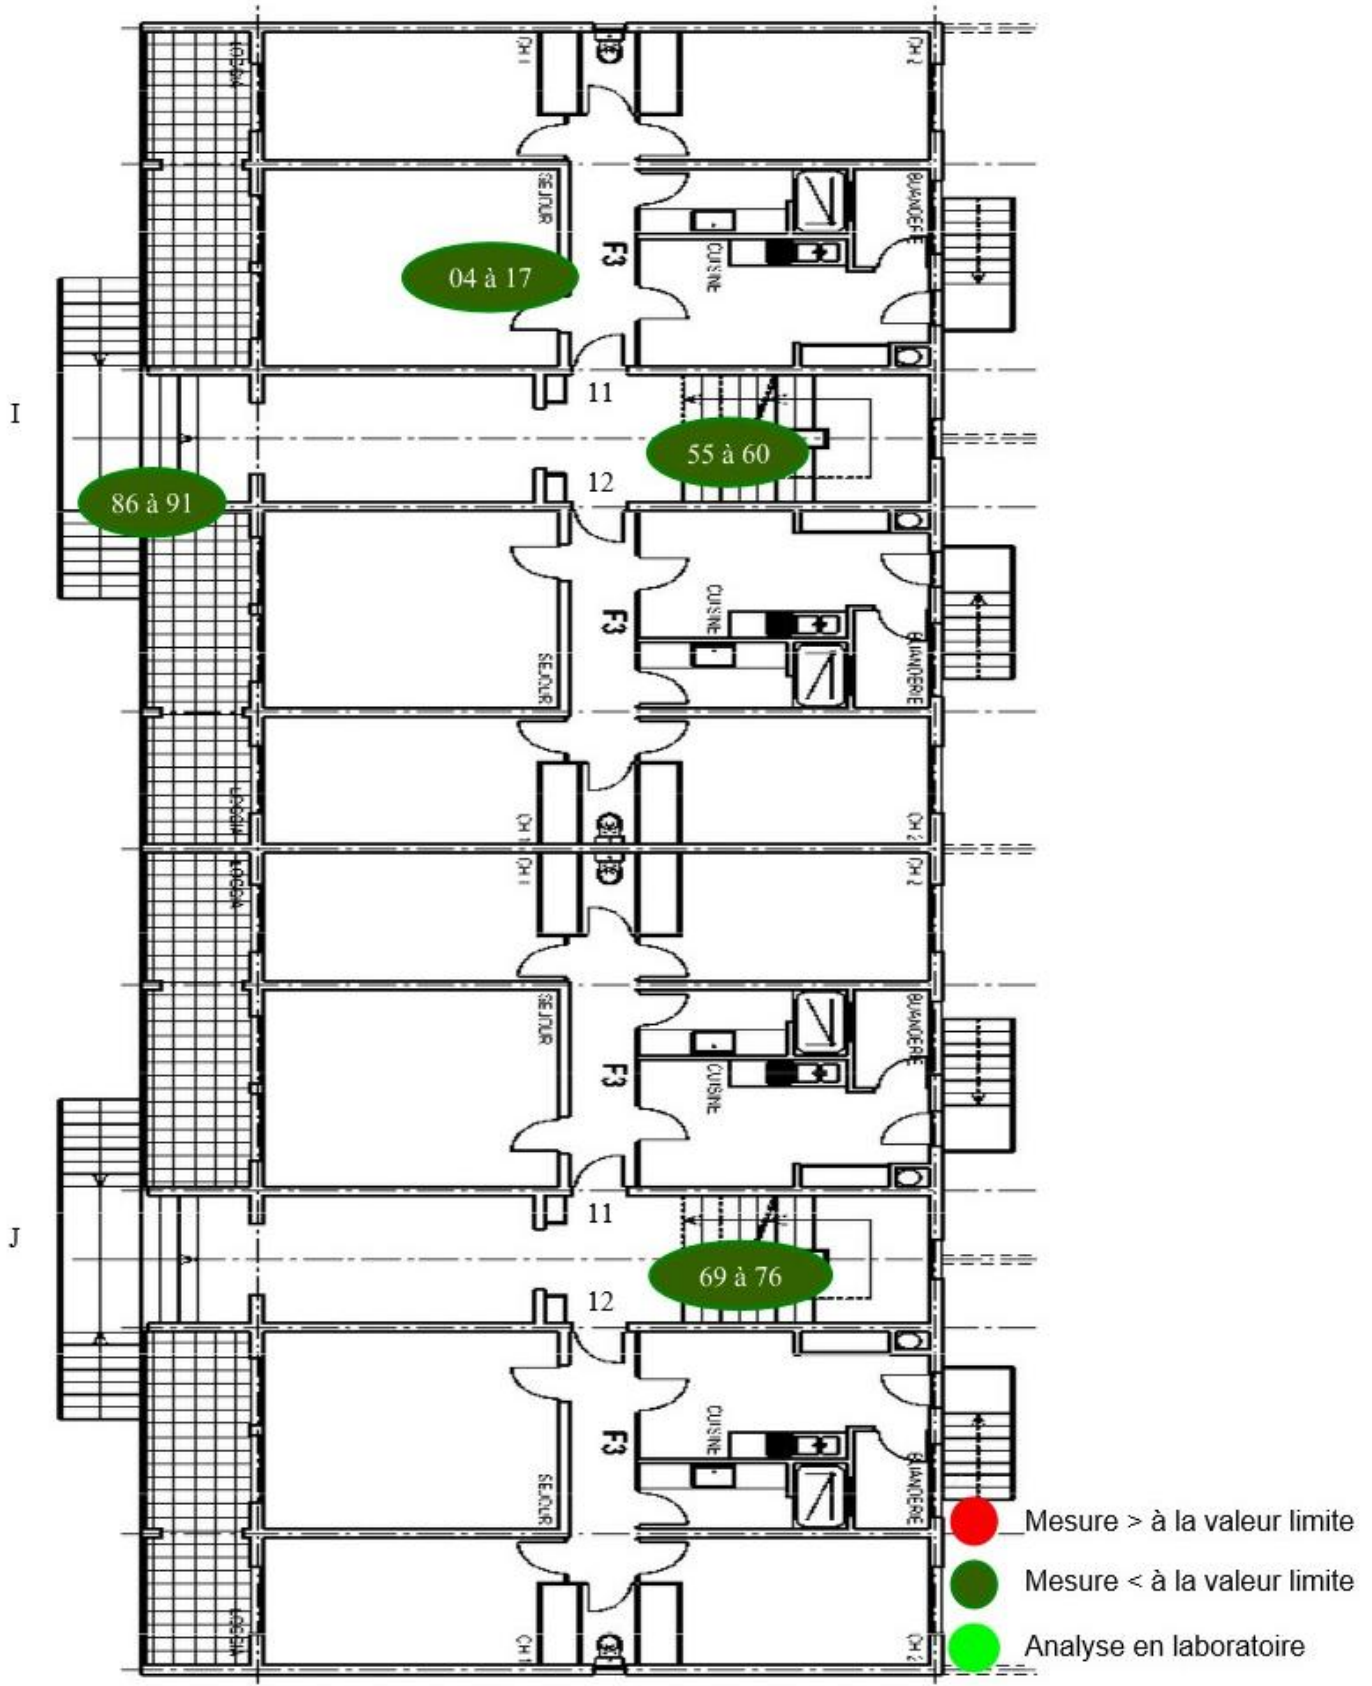 LOGGIA
CH 1
CH 2
SEJOUR
F3
CUISINE
04 à 17
11
I
55 à 60
12
86 à 91
CUISINE
F3
SEJOUR
BUANDERIE
LOGGIA
CH 1
CH 2
LOGGIA
CH 1
CH 2
SEJOUR
BUANDERIE
F3
CUISINE
11
J
69 à 76
12
CUISINE
F3
SEJOUR
BUANDERIE
Mesure > à la valeur limite
Mesure < à la valeur limite
LOGGIA
CH 1
CH 2
Analyse en laboratoire